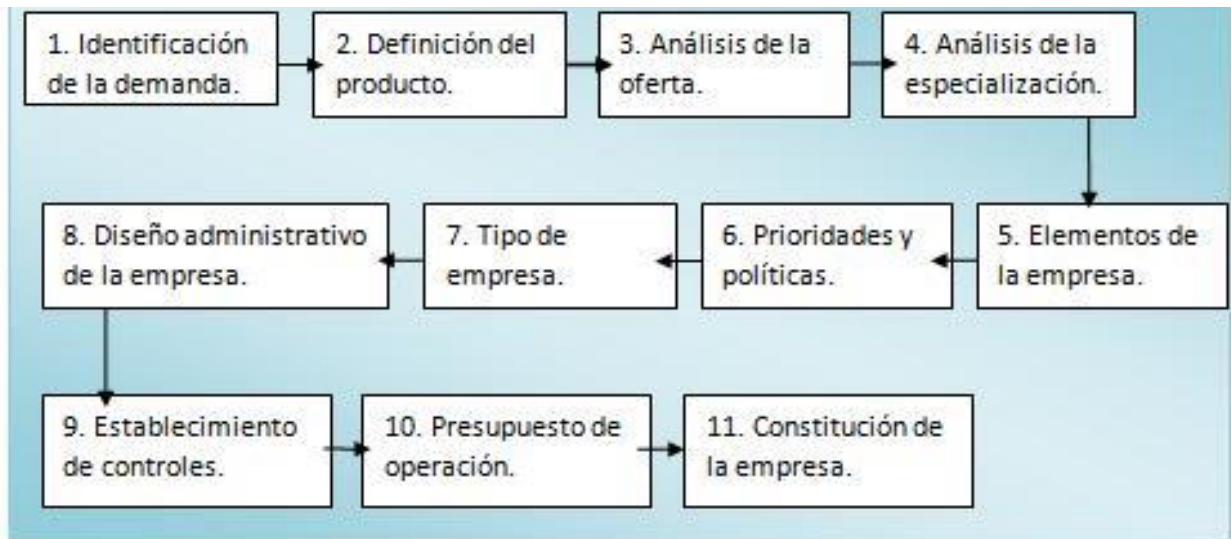 1. Identificación
de la demanda.
2. Definición del
producto.
3. Análisis de la
oferta.
4. Análisis de la
especialización.
5. Elementos de
la empresa.
6. Prioridades y
políticas.
7. Tipo de
empresa.
8. Diseño administrativo
de la empresa.
9. Establecimiento
de controles.
10. Presupuesto de
operación.
11. Constitución de
la empresa.